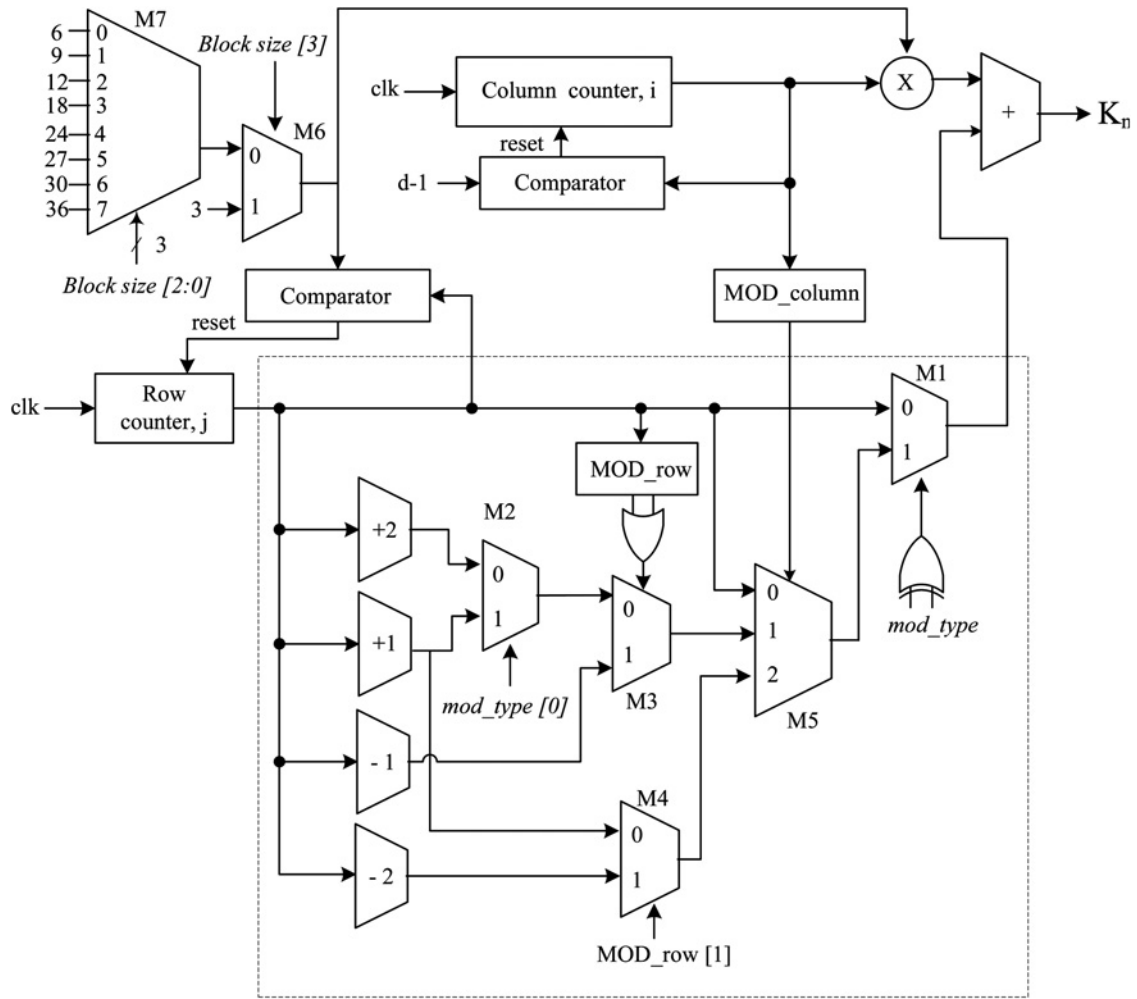 M7
6 0
9 1
12 2
18 3
24 4
27 5
30 6
36 7
3
Block size [2:0]
Block size [3]
M6
0
3 1
clk
Column counter, i
reset
d-1
Comparator
X
+
Kn
Comparator
reset
MOD_column
clk
Row
counter, j
M1
0
1
mod_type
MOD_row
+2
M2
0
1
mod_type [0]
+1
0
1
M3
0
1
2
M5
- 1
- 2
M4
0
1
MOD_row [1]